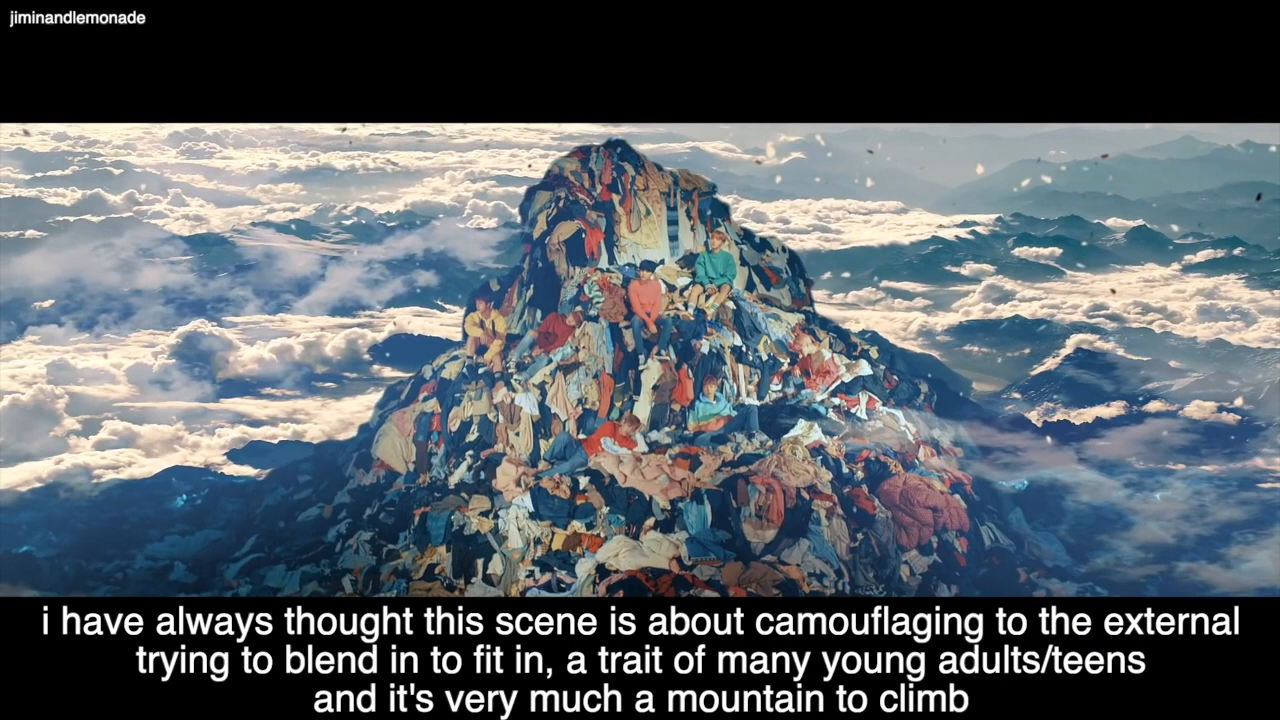 jiminandlemonade
i have always thought this scene is about camouflaging to the external
trying to blend in to fit in, a trait of many young adults/teens
and it's very much a mountain to climb